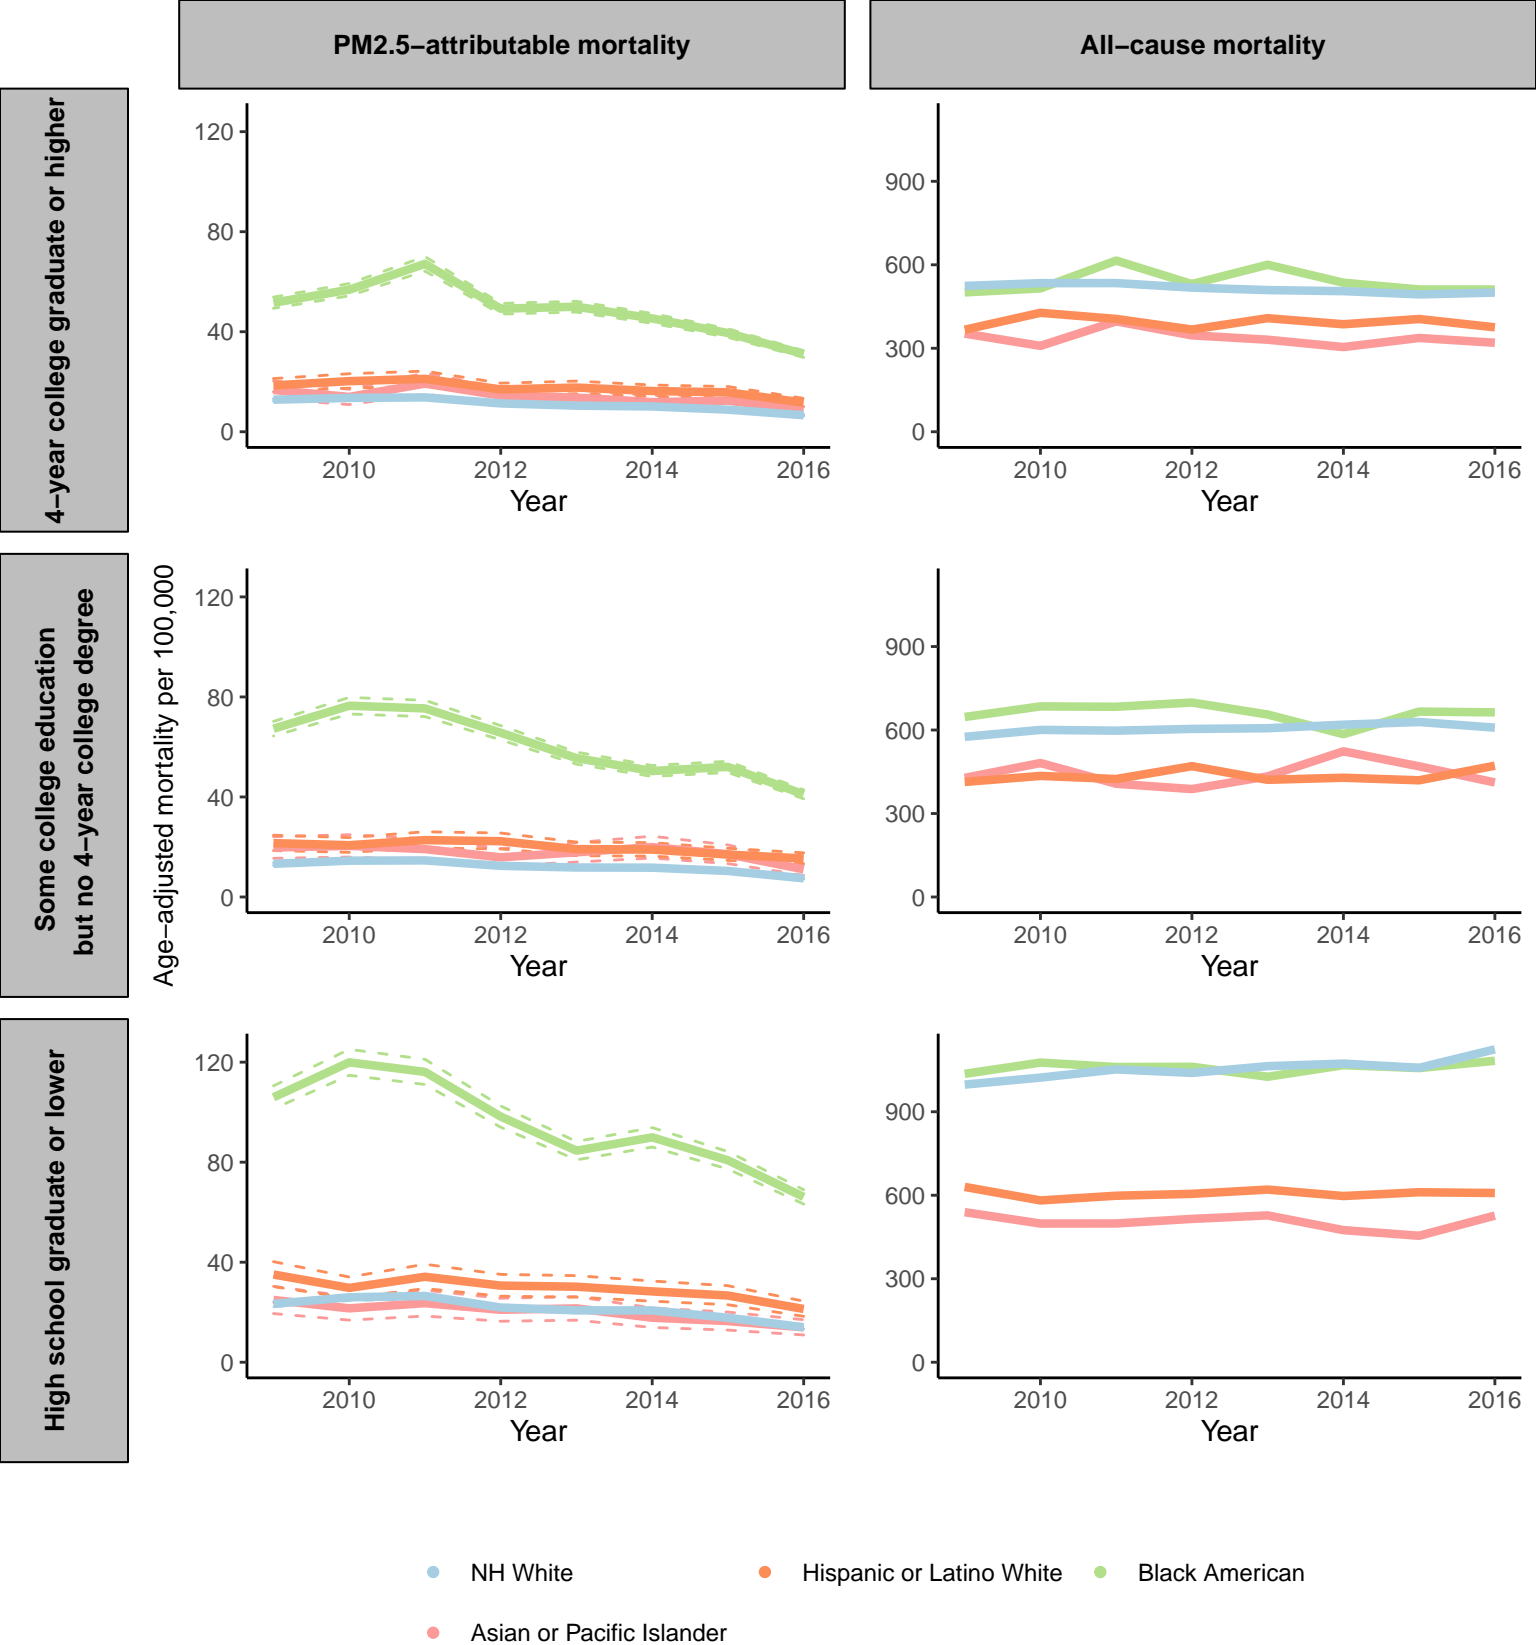 PM2.5−attributable mortality
All−cause mortality
4−year college graduate or higher
120
80
40
0
2010 2012 2014 2016
Year
900
600
300
0
2010 2012 2014 2016
Year
Some college education
but no 4−year college degree
Age−adjusted mortality per 100,000
120
80
40
0
2010 2012 2014 2016
Year
900
600
300
0
2010 2012 2014 2016
Year
High school graduate or lower
120
80
40
0
2010 2012 2014 2016
Year
900
600
300
0
2010 2012 2014 2016
Year
NH White
Hispanic or Latino White
Black American
Asian or Pacific Islander